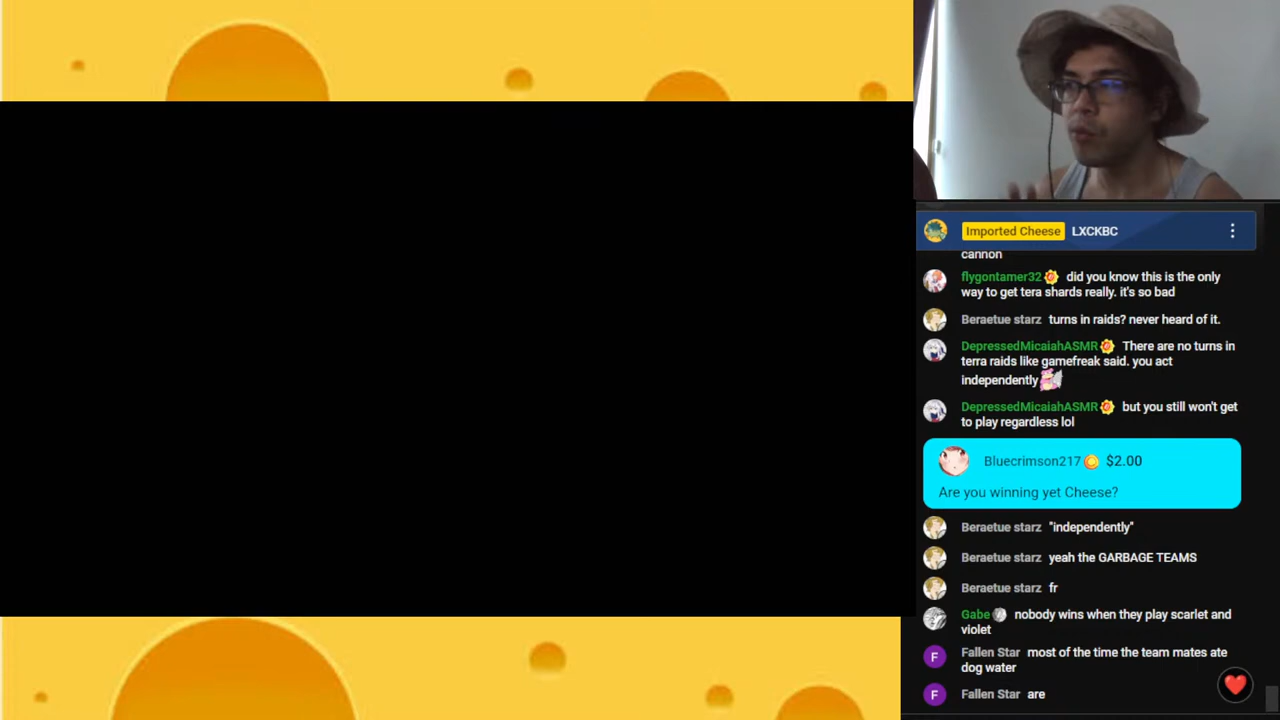 Imported Cheese LXCKBC
cannon
flygontamer32 did you know this is the only
way to get tera shards really. it's so bad
Beraetue starz turns in raids? never heard of it.
DepressedMicaiahASMR There are no turns in
terra raids like gamefreak said. you act
independently
DepressedMicaiahASMR but you still won't get
to play regardless lol
Bluecrimson217 $2.00
Are you winning yet Cheese?
Beraetue starz "independently"
Beraetue starz yeah the GARBAGE TEAMS
Beraetue starz fr
Gabe nobody wins when they play scarlet and
violet
F Fallen Star most of the time the team mates ate
dog water
F Fallen Star are